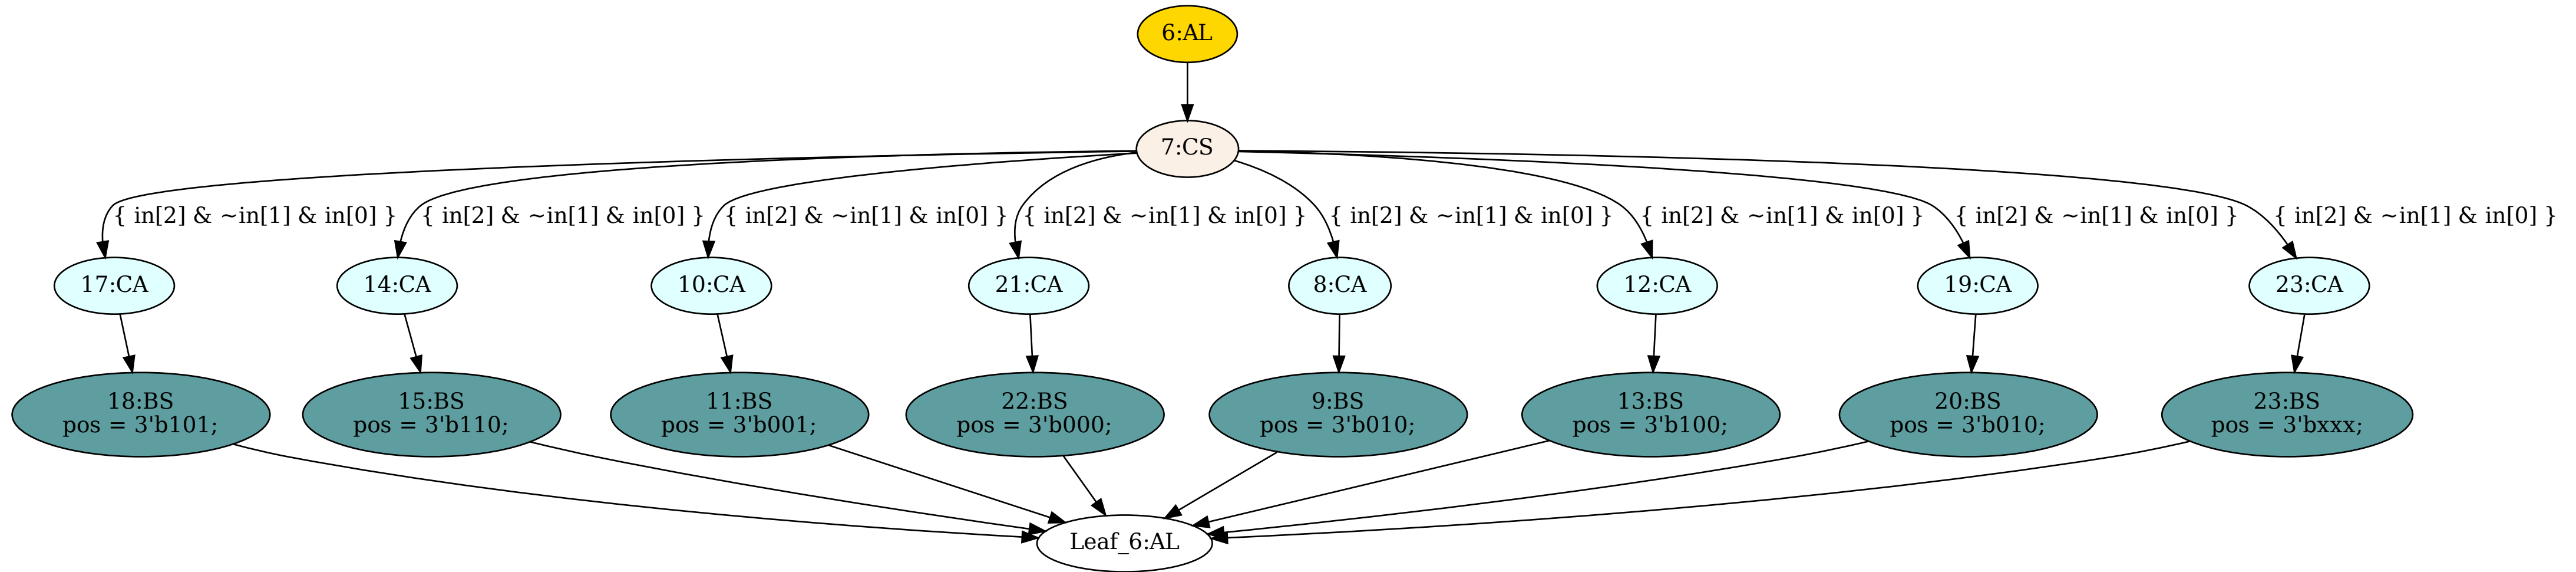 6:AL
7:CS
{ in[2] & ~in[1] & in[0] }
{ in[2] & ~in[1] & in[0] }
{ in[2] & ~in[1] & in[0] }
{ in[2] & ~in[1] & in[0] }
{ in[2] & ~in[1] & in[0] }
{ in[2] & ~in[1] & in[0] }
{ in[2] & ~in[1] & in[0] }
{ in[2] & ~in[1] & in[0] }
17:CA
14:CA
10:CA
21:CA
8:CA
12:CA
19:CA
23:CA
18:BS
pos = 3'b101;
15:BS
pos = 3'b110;
11:BS
pos = 3'b001;
22:BS
pos = 3'b000;
9:BS
pos = 3'b010;
13:BS
pos = 3'b100;
20:BS
pos = 3'b010;
23:BS
pos = 3'bxxx;
Leaf_6:AL